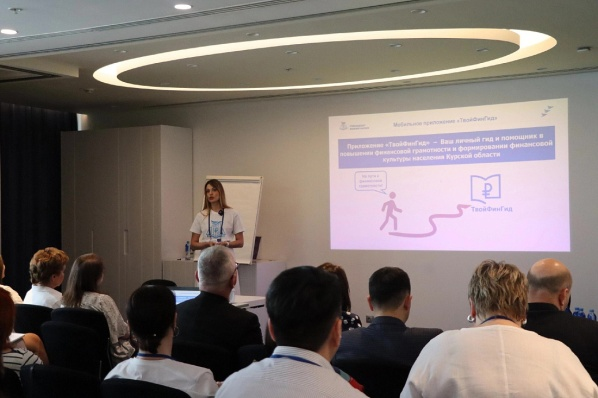 Мобильное приложение «ТвойФинГид»
Приложение «ТвойФинГид» – Ваш личный гид и помощник в
повышении финансовой грамотности и формировании финансовой
культуры населения Курской области
ТвойФинГид